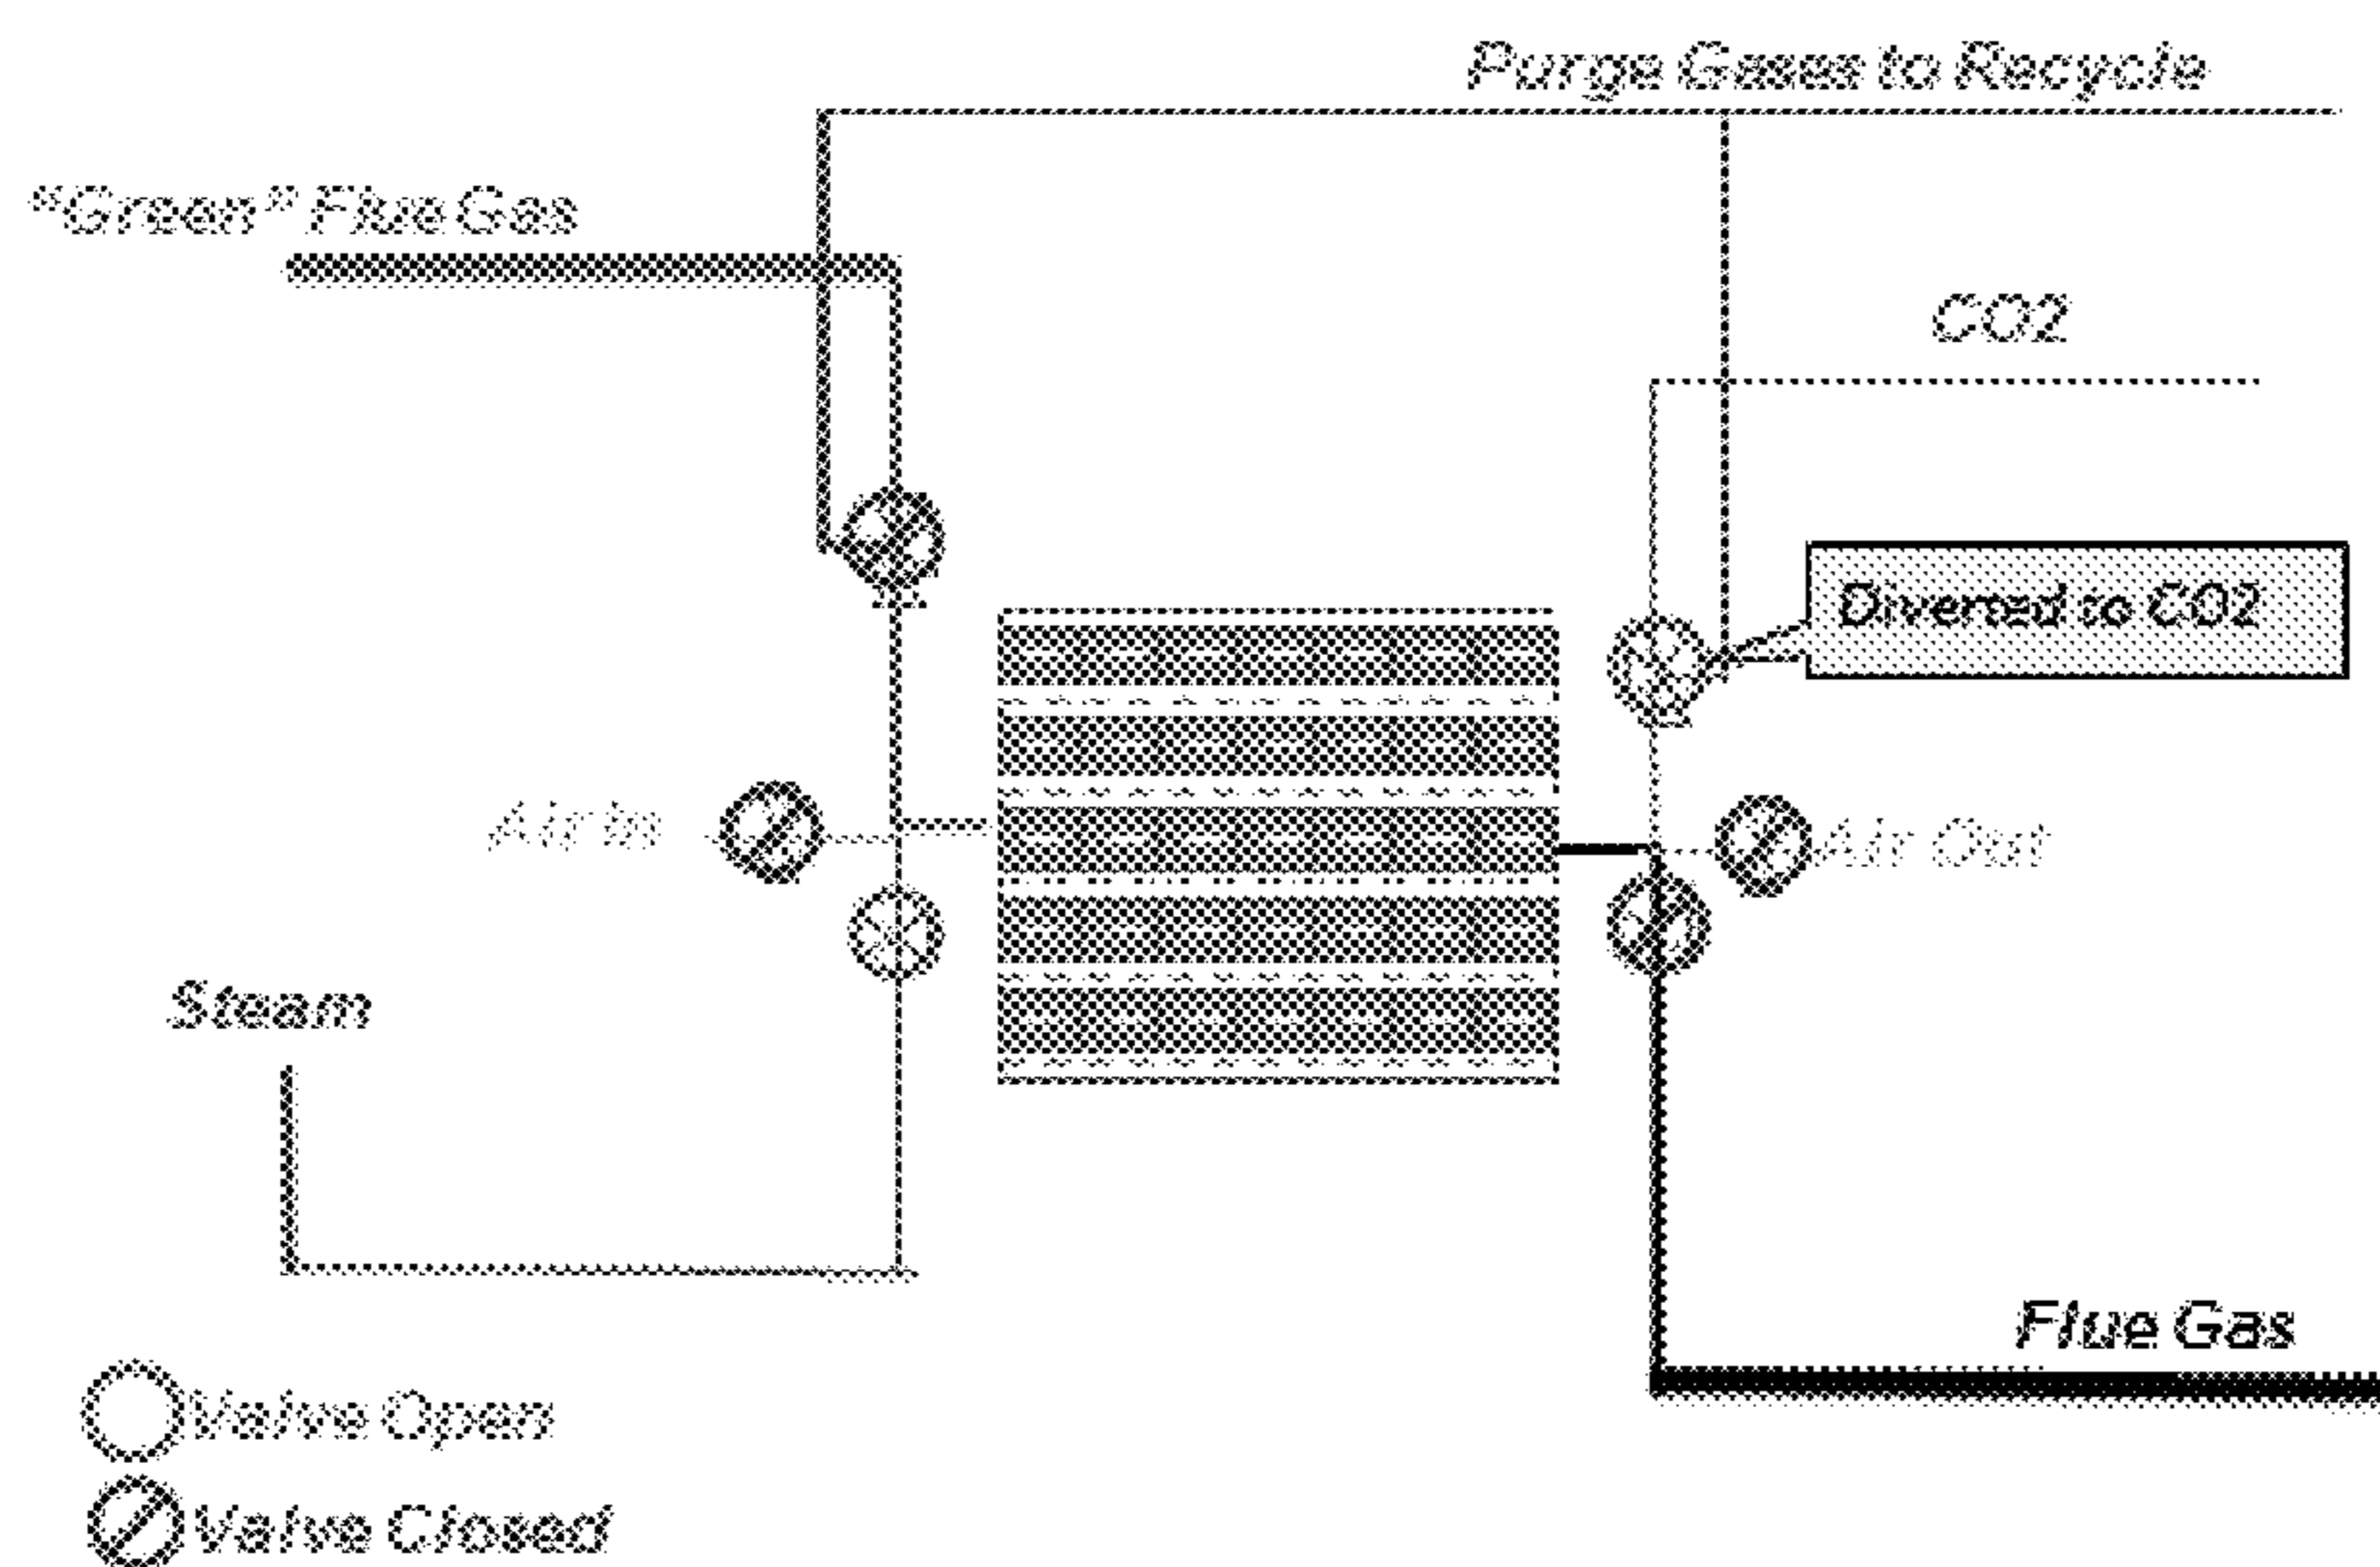 Purge Gases to Recycle
"Green" Flue Gas
CO2
Diverted to CO2
Air In
Air Out
Steam
Flue Gas
Valve Open
Valve Closed